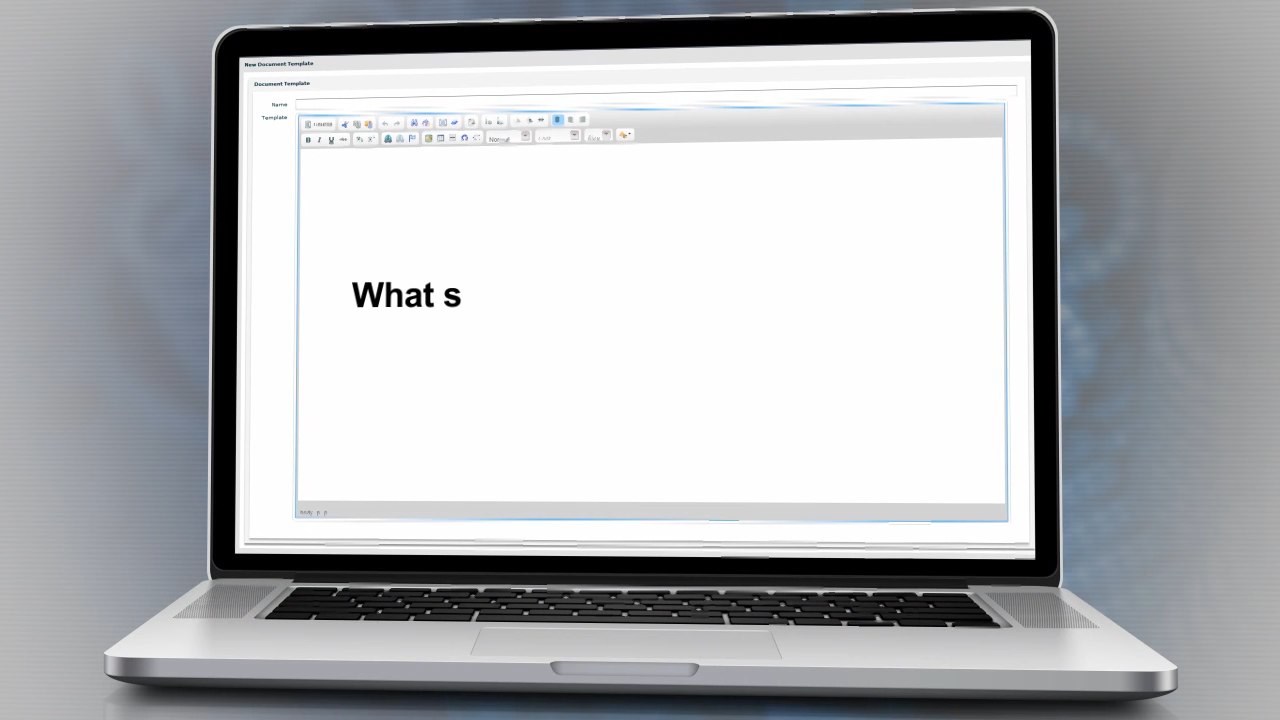 New Document Template
Document Template
Name
Template
B I U
Normal
What s